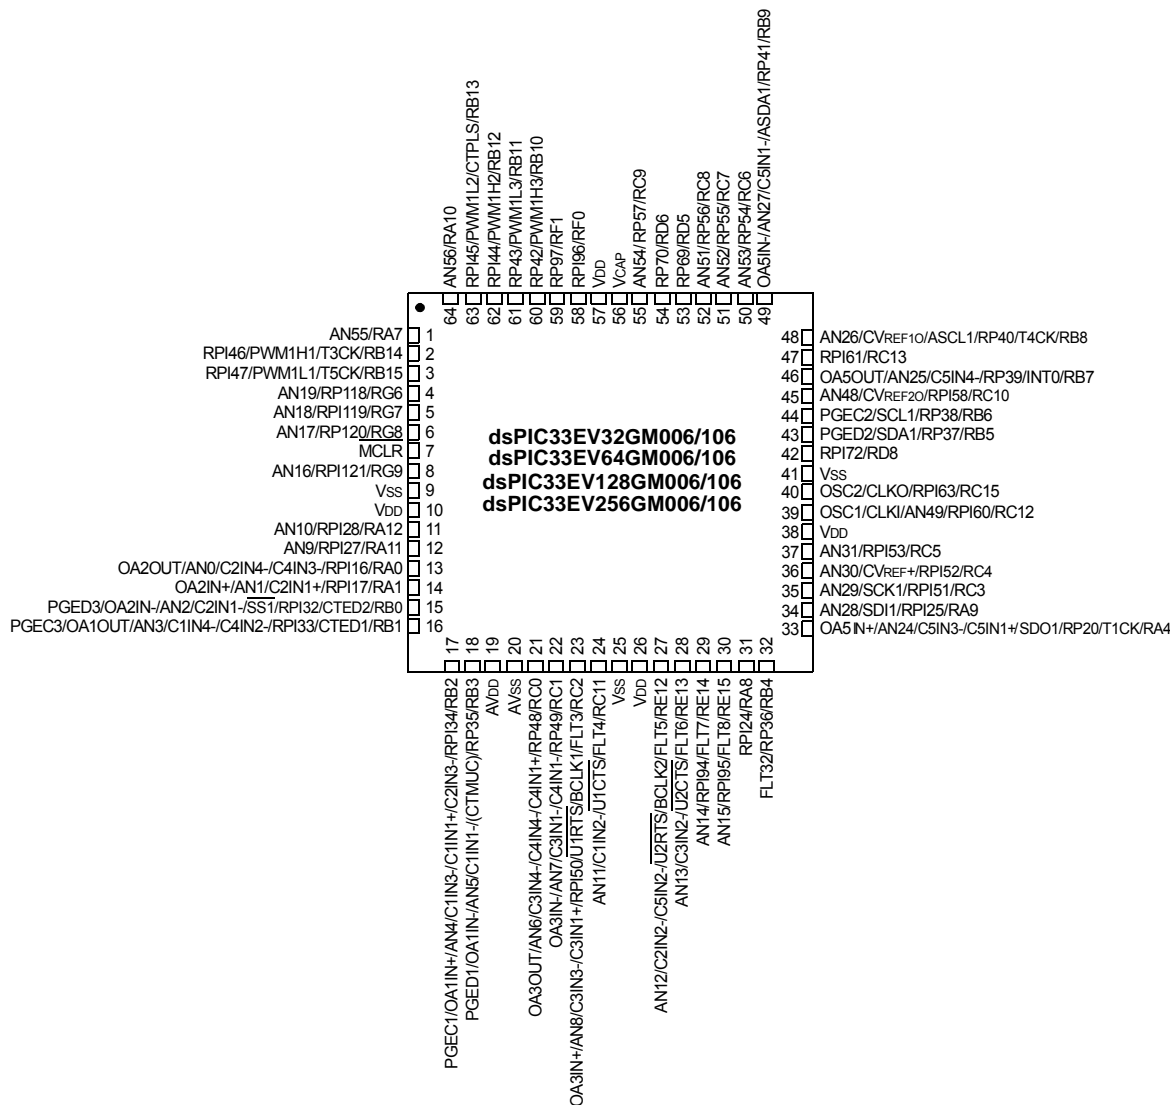 AN56/RA10
RPI45/PWM1L2/CTPLS/RB13
RPI44/PWM1H2/RB12
RP43/PWM1L3/RB11
RP42/PWM1H3/RB10
RP97/RF1
RPI96/RF0
VDD
VCAP
AN54/RP57/RC9
RP70/RD6
RP69/RD5
AN51/RP56/RC8
AN52/RP55/RC7
AN53/RP54/RC6
OA5IN-/AN27/C5IN1-/ASDA1/RP41/RB9
64
63
62
61
60
59
58
57
56
55
54
53
52
51
50
49
AN55/RA7 1
RPI46/PWM1H1/T3CK/RB14 2
RPI47/PWM1L1/T5CK/RB15 3
AN19/RP118/RG6 4
AN18/RPI119/RG7 5
AN17/RP120/RG8 6
MCLR 7
AN16/RPI121/RG9 8
VSS 9
VDD 10
AN10/RPI28/RA12 11
AN9/RPI27/RA11 12
OA2OUT/AN0/C2IN4-/C4IN3-/RPI16/RA0 13
OA2IN+/AN1/C2IN1+/RPI17/RA1 14
PGED3/OA2IN-/AN2/C2IN1-/SS1/RPI32/CTED2/RB0 15
PGEC3/OA1OUT/AN3/C1IN4-/C4IN2-/RPI33/CTED1/RB1 16
dsPIC33EV32GM006/106
dsPIC33EV64GM006/106
dsPIC33EV128GM006/106
dsPIC33EV256GM006/106
48 AN26/CVREF1O/ASCL1/RP40/T4CK/RB8
47 RPI61/RC13
46 OA5OUT/AN25/C5IN4-/RP39/INT0/RB7
45 AN48/CVREF2O/RPI58/RC10
44 PGEC2/SCL1/RP38/RB6
43 PGED2/SDA1/RP37/RB5
42 RPI72/RD8
41 VSS
40 OSC2/CLKO/RPI63/RC15
39 OSC1/CLKI/AN49/RPI60/RC12
38 VDD
37 AN31/RPI53/RC5
36 AN30/CVREF+/RPI52/RC4
35 AN29/SCK1/RPI51/RC3
34 AN28/SDI1/RPI25/RA9
33 OA5IN+/AN24/C5IN3-/C5IN1+/SDO1/RP20/T1CK/RA4
17
18
19
20
21
22
23
24
25
26
27
28
29
30
31
32
PGEC1/OA1IN+/AN4/C1IN3-/C1IN1+/C2IN3-/RPI34/RB2
PGED1/OA1IN-/AN5/C1IN1-/(CTMUC)/RP35/RB3
AVDD
AVSS
OA3OUT/AN6/C3IN4-/C4IN4-/C4IN1+/RP48/RC0
OA3IN-/AN7/C3IN1-/C4IN1-/RP49/RC1
OA3IN+/AN8/C3IN3-/C3IN1+/RPI50/U1RTS/BCLK1/FLT3/RC2
AN11/C1IN2-/U1CTS/FLT4/RC11
VSS
VDD
AN12/C2IN2-/C5IN2-/U2RTS/BCLK2/FLT5/RE12
AN13/C3IN2-/U2CTS/FLT6/RE13
AN14/RPI94/FLT7/RE14
AN15/RPI95/FLT8/RE15
RPI24/RA8
FLT32/RP36/RB4